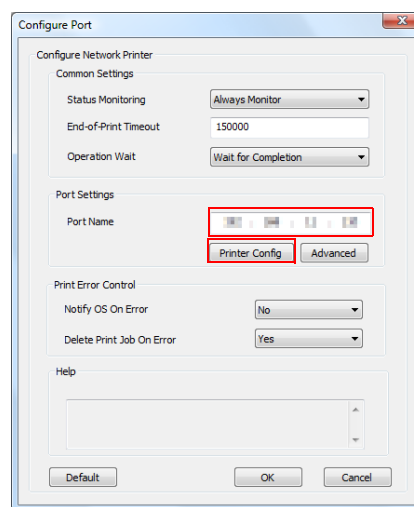 Configure Port
Configure Network Printer
Common Settings
Status Monitoring Always Monitor
End-of-Print Timeout 150000
Operation Wait Wait for Completion
Port Settings
Port Name
Printer Config Advanced
Print Error Control
Notify OS On Error No
Delete Print Job On Error Yes
Help
Default OK Cancel